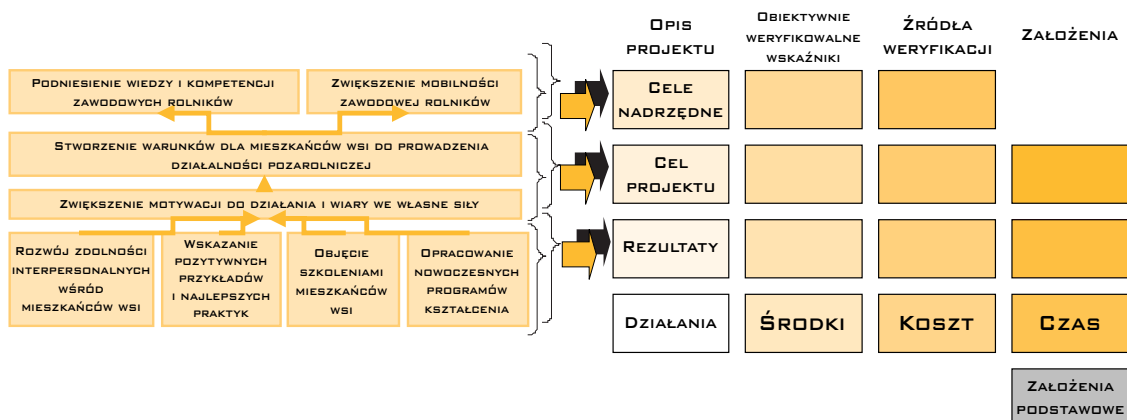 Podniesienie wiedzy i kompetencji
zawodowych rolników
Zwiększenie mobilności
zawodowej rolników
Stworzenie warunków dla mieszkańców wsi do prowadzenia
działalności pozarolniczej
Zwiększenie motywacji do działania i wiary we własne siły
Rozwój zdolności
interpersonalnych
wśród
mieszkańców wsi
Wskazanie
pozytywnych
przykładów
i najlepszych
praktyk
Objęcie
szkoleniami
mieszkańców
wsi
Opracowanie
nowoczesnych
programów
kształcenia
Opis
projektu
Obiektywnie
weryfikowalne
wskaźniki
Źródła
weryfikacji
Założenia
Cele
nadrzędne
Cel
projektu
Rezultaty
Działania
Środki
Koszt
Czas
Założenia
podstawowe